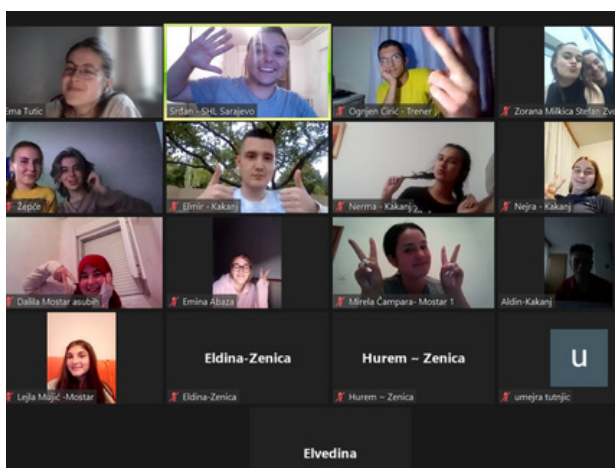 Ema Tutic
Srđan - SHL Sarajevo
Ognjen Ćirić - Trener
Zorana Milkica Stefan Zvo
Žepče
Elmir - Kakanj
Nerma - Kakanj
Nejra - Kakanj
Dalila Mostar asubih
Emina Abaza
Mirela Čampara- Mostar 1
Aldin-Kakanj
Lejla Mujić -Mostar
Eldina-Zenica
Eldina-Zenica
Hurem ~ Zenica
Hurem ~ Zenica
u
umejra tutnjic
Elvedina